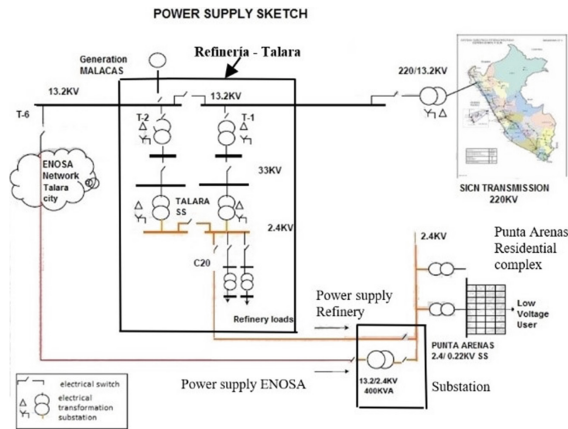 POWER SUPPLY SKETCH
Generation
MALACAS
Refinería - Talara
220/13.2KV
13.2KV
13.2KV
T-6
T-2
T-1
ENOSA
Network
Talara
city
33KV
SICN TRANSMISSION
220KV
TALARA
SS
2.4KV
2.4KV
Punta Arenas
Residential
complex
C20
Refinery loads
Power supply
Refinery
Low
Voltage
User
PUNTA ARENAS
2.4/ 0.22KV SS
Power supply ENOSA
13.2/2.4KV
400KVA
Substation
electrical switch
electrical
transformation
substation